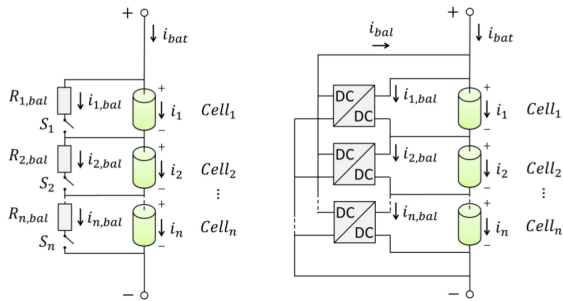 + i_bat
R_1,bal i_1,bal + i_1 Cell_1
S_1 −
R_2,bal i_2,bal + i_2 Cell_2
S_2 − ⋮
R_n,bal i_n,bal + i_n Cell_n
S_n −
−
+ i_bal i_bat
DC DC i_1,bal + i_1 Cell_1
−
DC DC i_2,bal + i_2 Cell_2
− ⋮
DC DC i_n,bal + i_n Cell_n
−
−